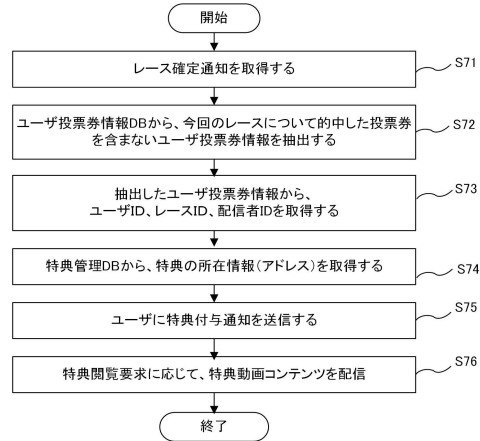 開始
レース確定通知を取得する
S71
ユーザ投票券情報DBから、今回のレースについて的中した投票券
を含まないユーザ投票券情報を抽出する
S72
抽出したユーザ投票券情報から、
ユーザID、レースID、配信者IDを取得する
S73
特典管理DBから、特典の所在情報(アドレス)を取得する
S74
ユーザに特典付与通知を送信する
S75
特典閲覧要求に応じて、特典動画コンテンツを配信
S76
終了